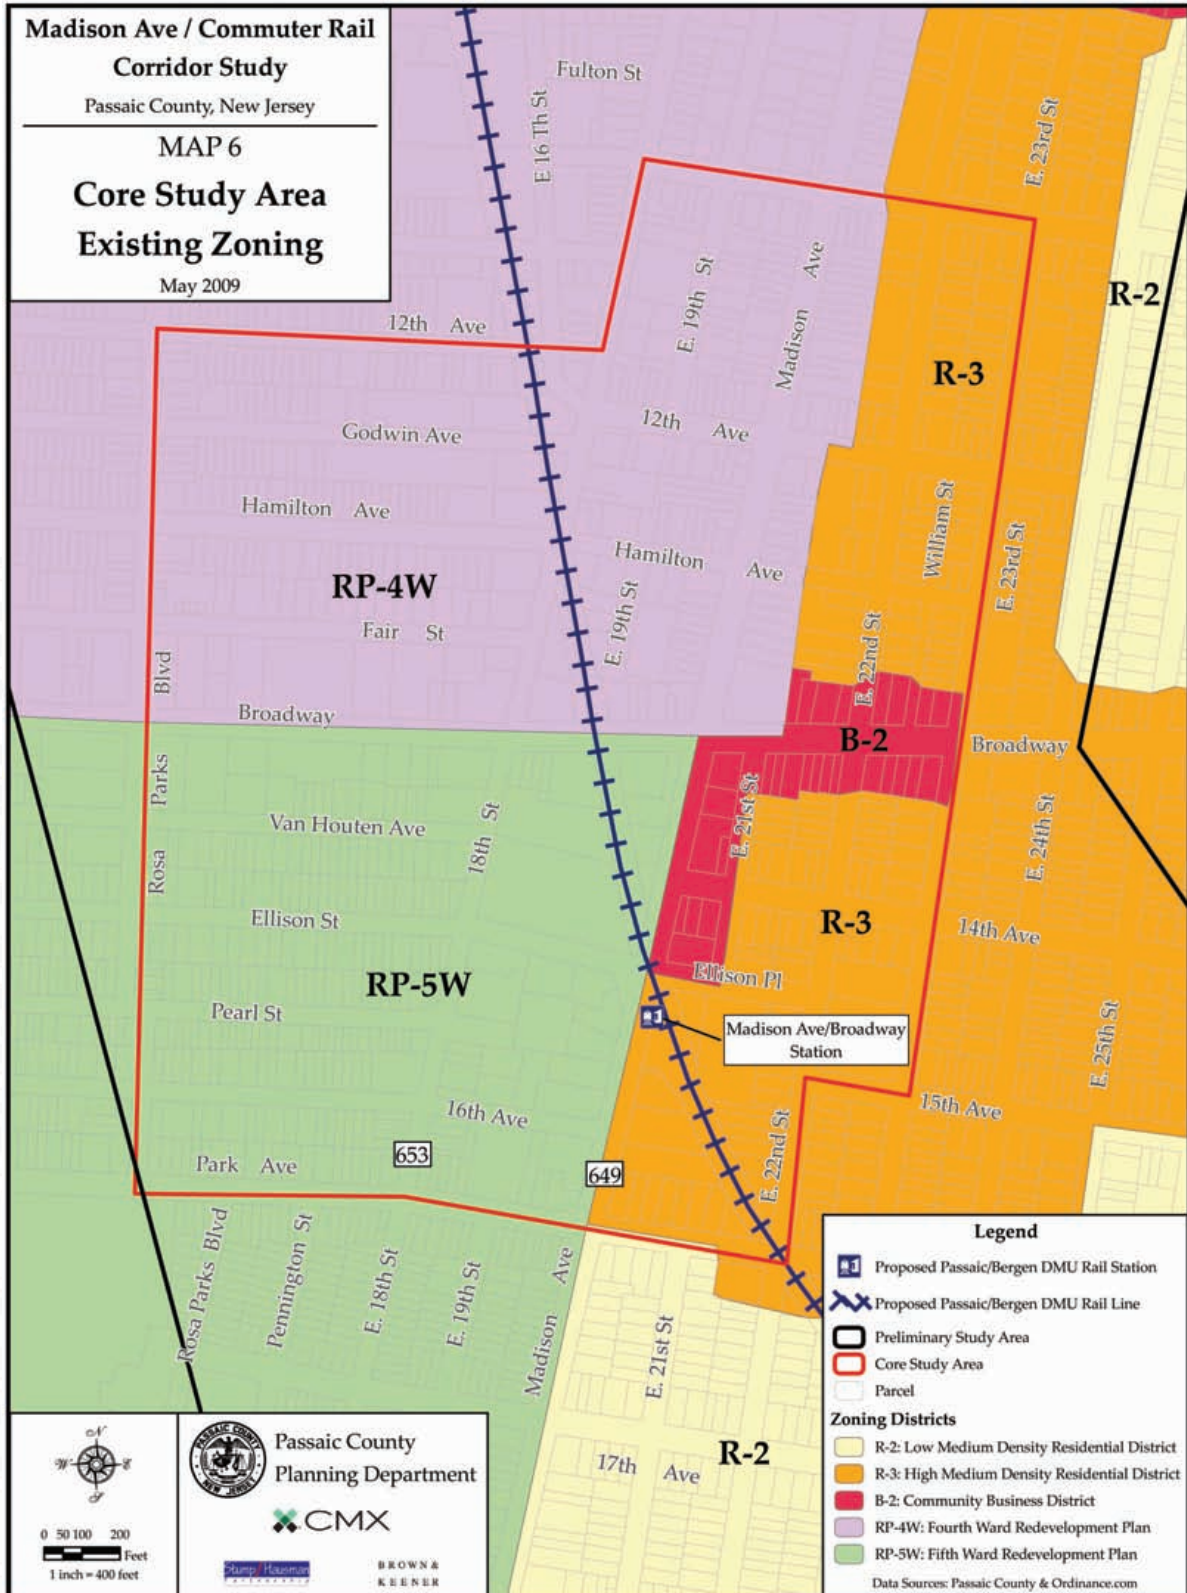 Madison Ave / Commuter Rail
Corridor Study
Passaic County, New Jersey
MAP 6
Core Study Area
Existing Zoning
May 2009
Fulton St
E 16 Th St
E. 23rd St
12th Ave
E. 19th St
Madison Ave
R-2
R-3
Godwin Ave
12th Ave
Hamilton Ave
William St
E. 23rd St
Hamilton Ave
RP-4W
Fair St
E. 19th St
E. 22nd St
Rosa Parks Blvd
Broadway
B-2
Broadway
Van Houten Ave
18th St
E. 21st St
E. 24th St
Ellison St
R-3
14th Ave
RP-5W
Ellison Pl
Pearl St
Madison Ave/Broadway
Station
E. 25th St
16th Ave
15th Ave
653
649
E. 22nd St
Park Ave
Rosa Parks Blvd
Pennington St
E. 18th St
E. 19th St
Madison Ave
E. 21st St
17th Ave
R-2
Legend
Proposed Passaic/Bergen DMU Rail Station
Proposed Passaic/Bergen DMU Rail Line
Preliminary Study Area
Core Study Area
Parcel
Zoning Districts
R-2: Low Medium Density Residential District
R-3: High Medium Density Residential District
B-2: Community Business District
RP-4W: Fourth Ward Redevelopment Plan
RP-5W: Fifth Ward Redevelopment Plan
Data Sources: Passaic County & Ordinance.com
N
W E
S
0 50 100 200
Feet
1 inch = 400 feet
PASSAIC COUNTY
NEW JERSEY
Passaic County
Planning Department
CMX
Stump/Hausman
Partnership
BROWN &
KEENER